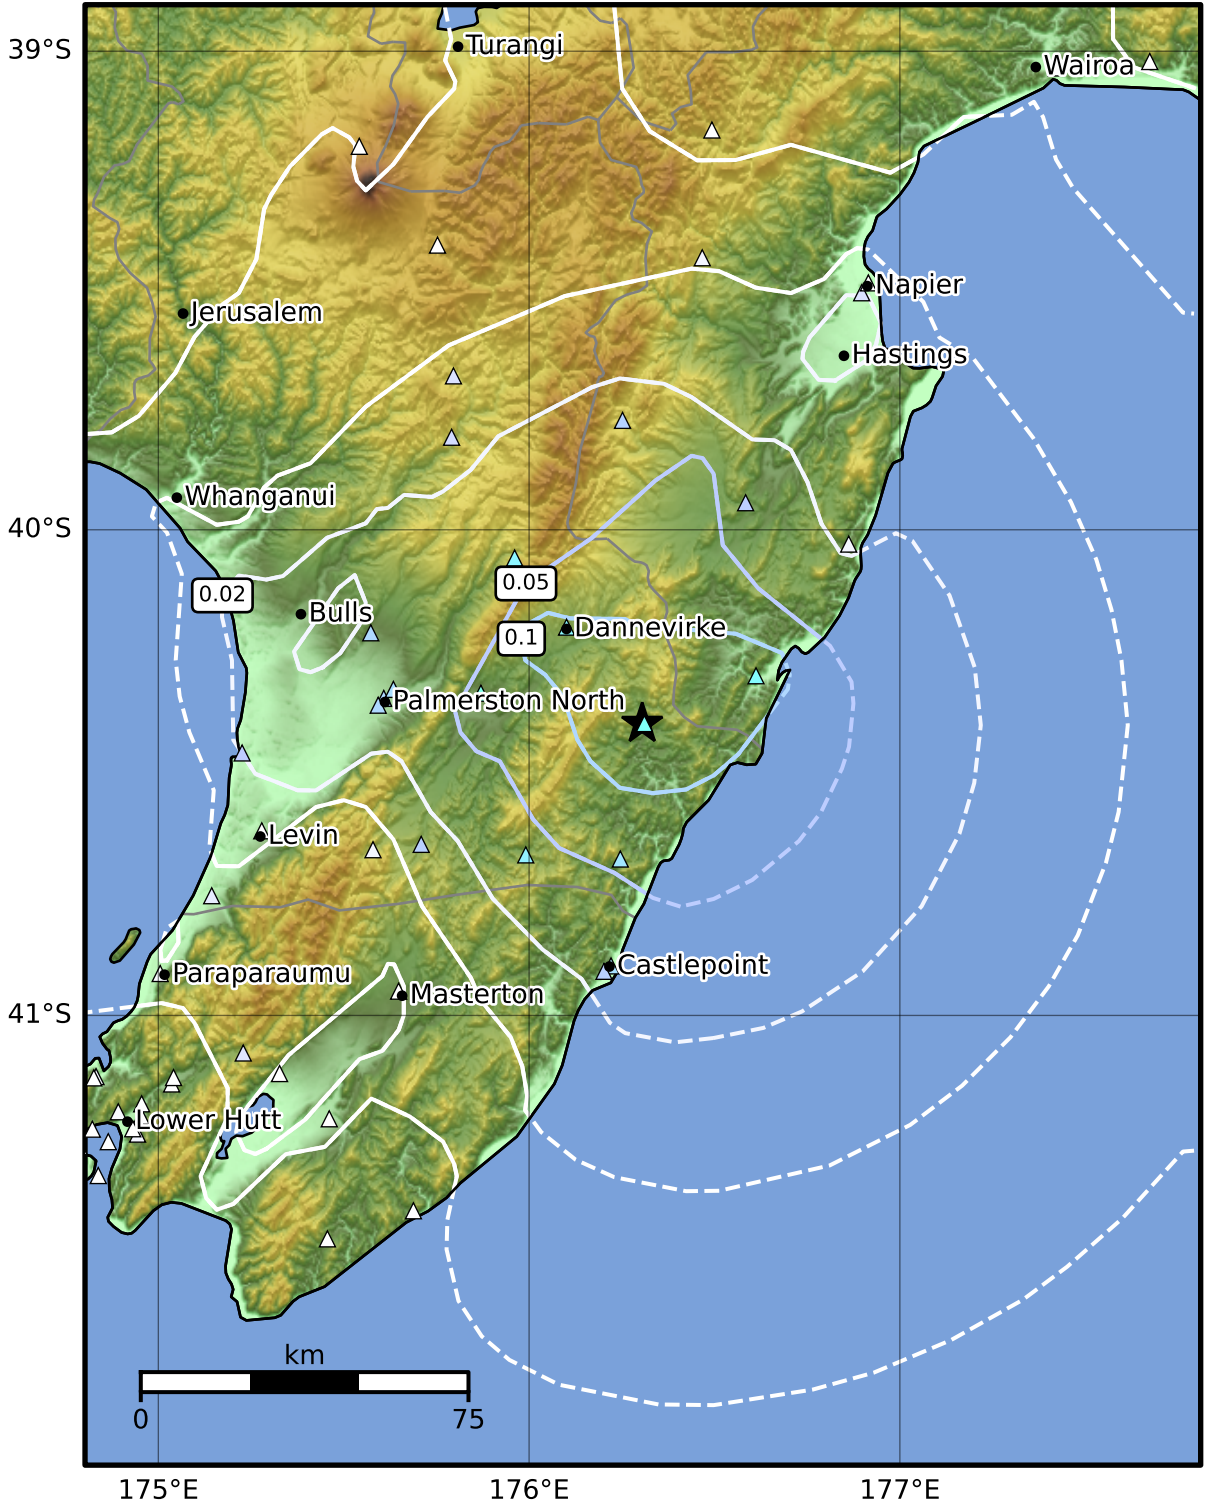 39°S
Turangi
Wairoa
Napier
Jerusalem
Hastings
Whanganui
40°S
0.05
0.02
Bulls
0.1
Dannevirke
Palmerston North
Levin
Castlepoint
Paraparaumu
Masterton
41°S
Lower Hutt
km
0
75
175°E
176°E
177°E